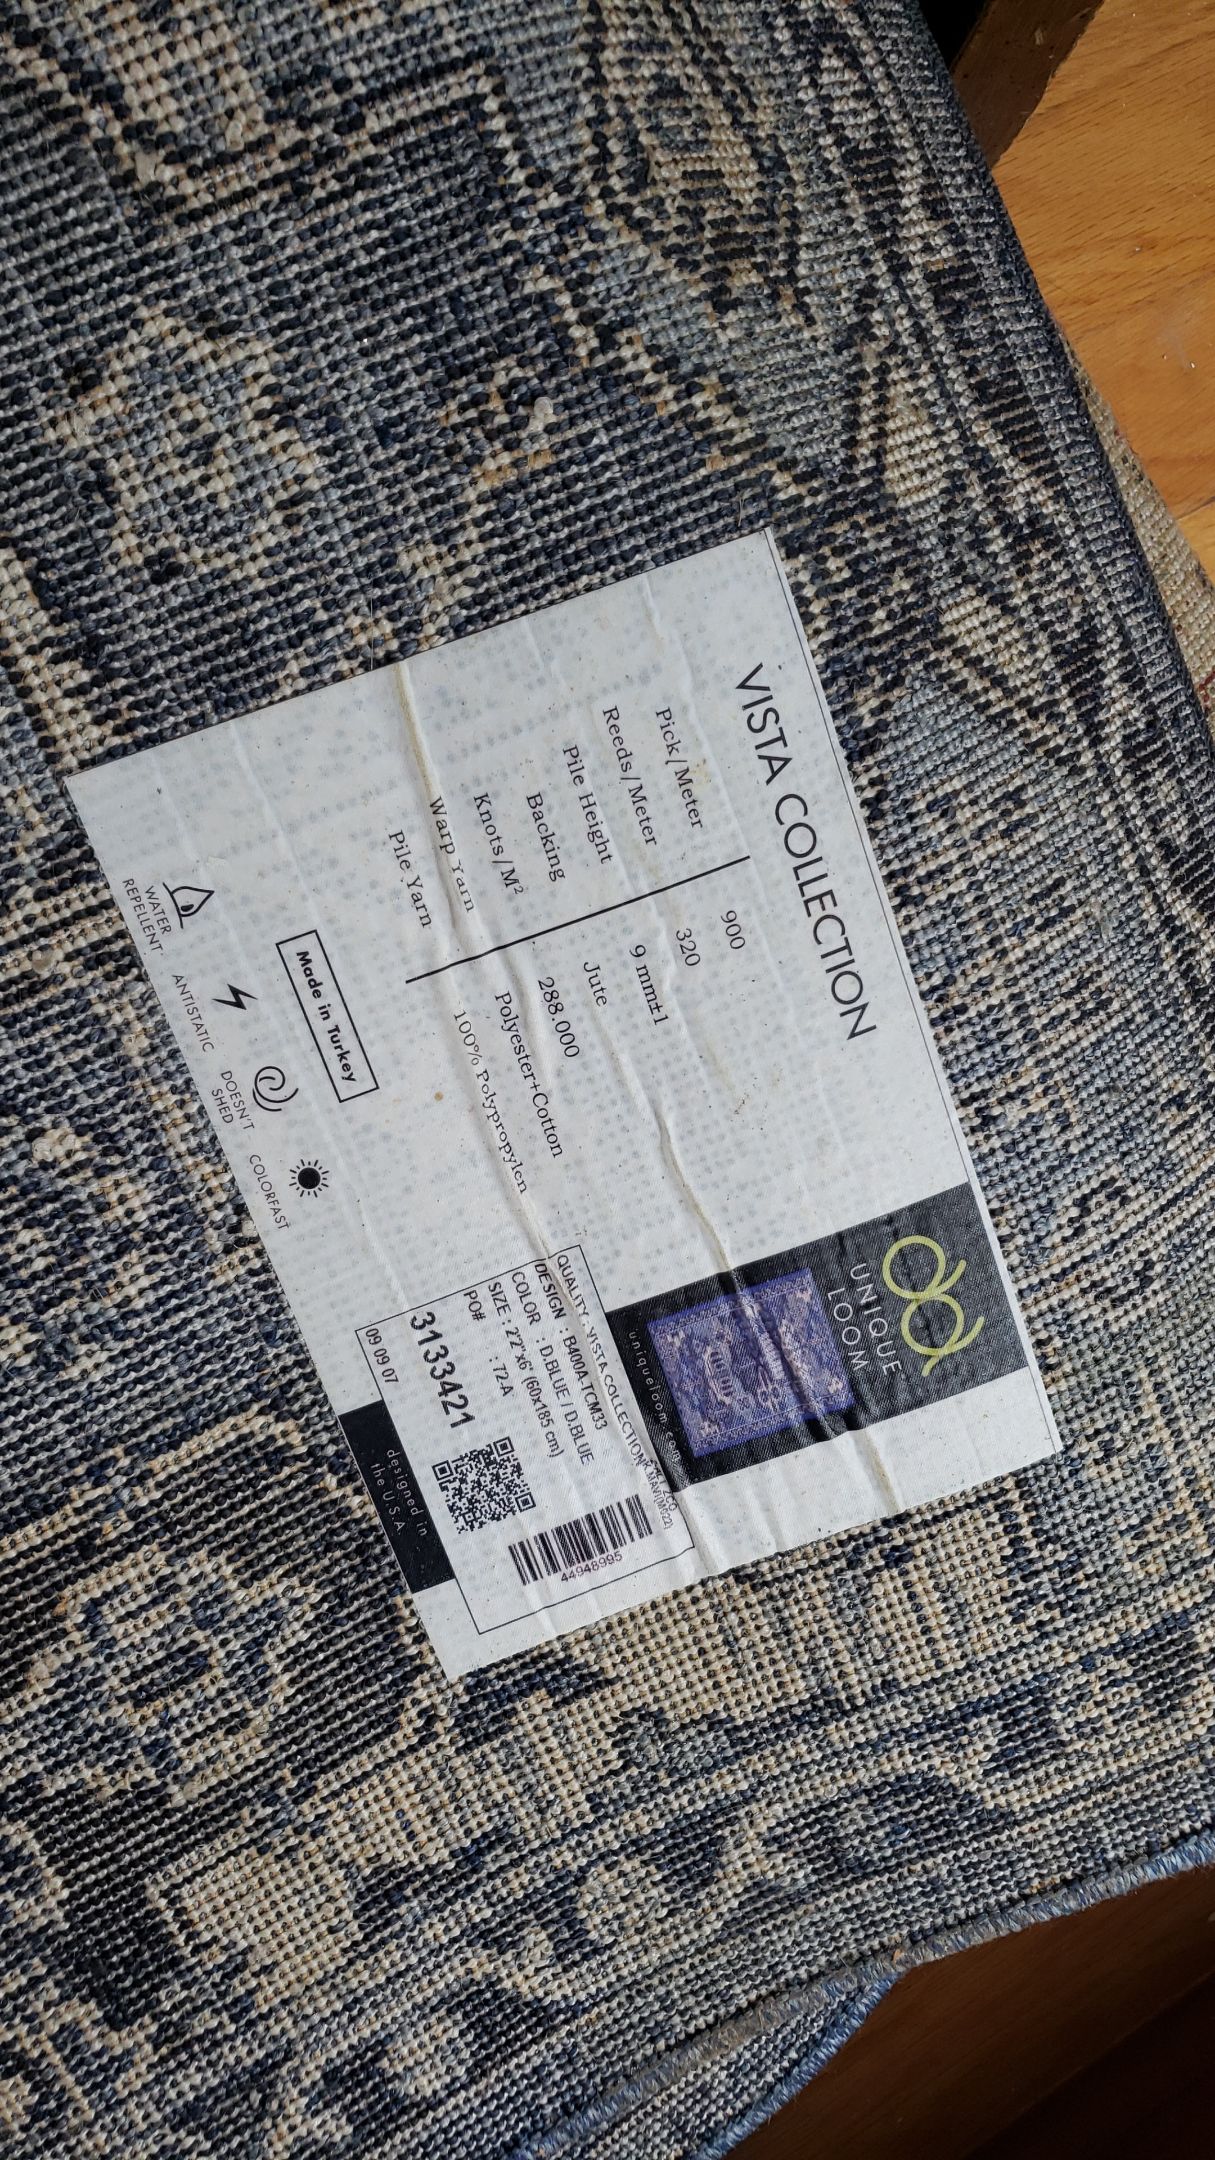 VISTA COLLECTION
Pick/Meter 900
Reeds/Meter 320
Pile Height 9 mm±1
Backing Jute
Knots/M² 288.000
Warp Yarn Polyester+Cotton
Pile Yarn 100% Polypropylen
Made in Turkey
WATER REPELLENT
ANTISTATIC
DOESN'T SHED
COLORFAST
UNIQUE
LOOM
uniqueloom.com
QUALITY : VISTA COLLECTION
DESIGN : B400A-TCM33
COLOR : D.BLUE / D.BLUE
SIZE : 2'2"x6' (60x185 cm)
PO# : 72-A
3133421
44948995
09 09 07
designed in
the U.S.A.